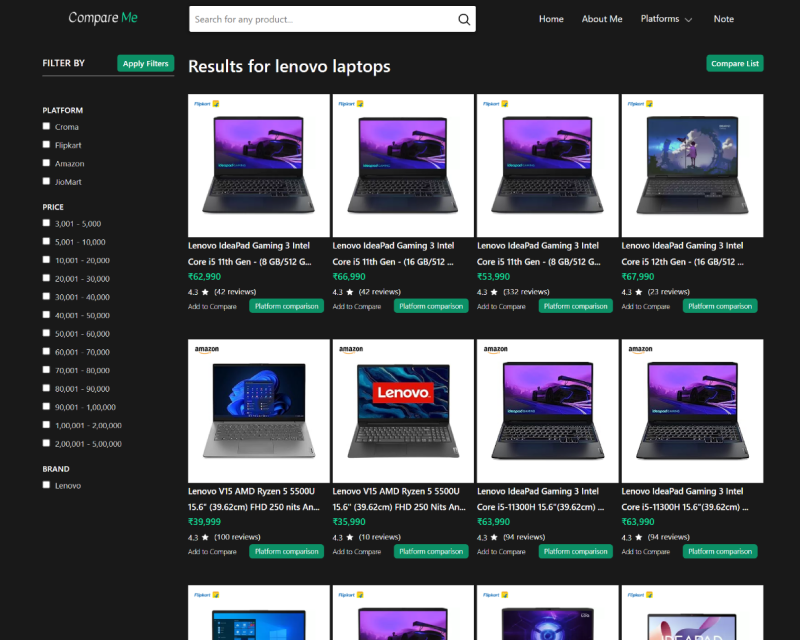 Compare Me
Search for any product...
Home
About Me
Platforms
Note
FILTER BY
Apply Filters
PLATFORM
Croma
Flipkart
Amazon
JioMart
PRICE
3,001 - 5,000
5,001 - 10,000
10,001 - 20,000
20,001 - 30,000
30,001 - 40,000
40,001 - 50,000
50,001 - 60,000
60,001 - 70,000
70,001 - 80,000
80,001 - 90,000
90,001 - 1,00,000
1,00,001 - 2,00,000
2,00,001 - 5,00,000
BRAND
Lenovo
Results for lenovo laptops
Compare List
Flipkart
Lenovo IdeaPad Gaming 3 Intel
Core i5 11th Gen - (8 GB/512 G...
₹62,990
4.3 ★ (42 reviews)
Add to Compare
Platform comparison
Flipkart
Lenovo IdeaPad Gaming 3 Intel
Core i5 11th Gen - (16 GB/512 ...
₹66,990
4.3 ★ (42 reviews)
Add to Compare
Platform comparison
Flipkart
Lenovo IdeaPad Gaming 3 Intel
Core i5 11th Gen - (8 GB/512 G...
₹53,990
4.3 ★ (332 reviews)
Add to Compare
Platform comparison
Flipkart
Lenovo IdeaPad Gaming 3 Intel
Core i5 12th Gen - (16 GB/512 ...
₹67,990
4.3 ★ (23 reviews)
Add to Compare
Platform comparison
amazon
Lenovo V15 AMD Ryzen 5 5500U
15.6" (39.62cm) FHD 250 nits An...
₹39,999
4.3 ★ (100 reviews)
Add to Compare
Platform comparison
amazon
Lenovo.
Lenovo V15 AMD Ryzen 5 5500U
15.6" (39.62cm) FHD 250 Nits An...
₹35,990
4.3 ★ (10 reviews)
Add to Compare
Platform comparison
amazon
Lenovo IdeaPad Gaming 3 Intel
Core i5-11300H 15.6"(39.62cm) ...
₹63,990
4.3 ★ (94 reviews)
Add to Compare
Platform comparison
amazon
Lenovo IdeaPad Gaming 3 Intel
Core i5-11300H 15.6"(39.62cm) ...
₹63,990
4.3 ★ (94 reviews)
Add to Compare
Platform comparison
Flipkart
Flipkart
Flipkart
Flipkart
IDEAPAD